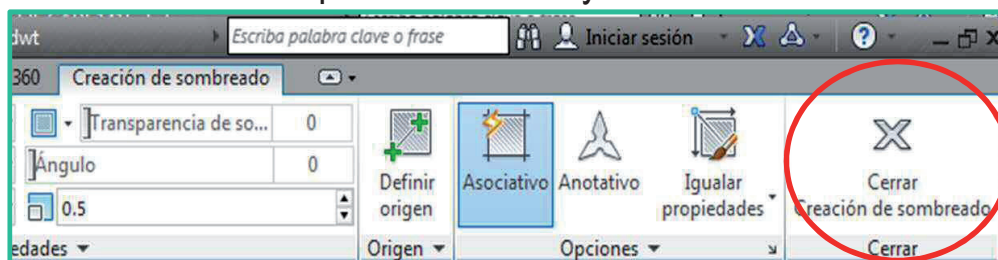 dwt Escriba palabra clave o frase Iniciar sesión
360 Creación de sombreado
Transparencia de so... 0
Ángulo 0
0.5
Definir origen
Asociativo Anotativo Igualar propiedades
Cerrar Creación de sombreado
edades Origen Opciones Cerrar